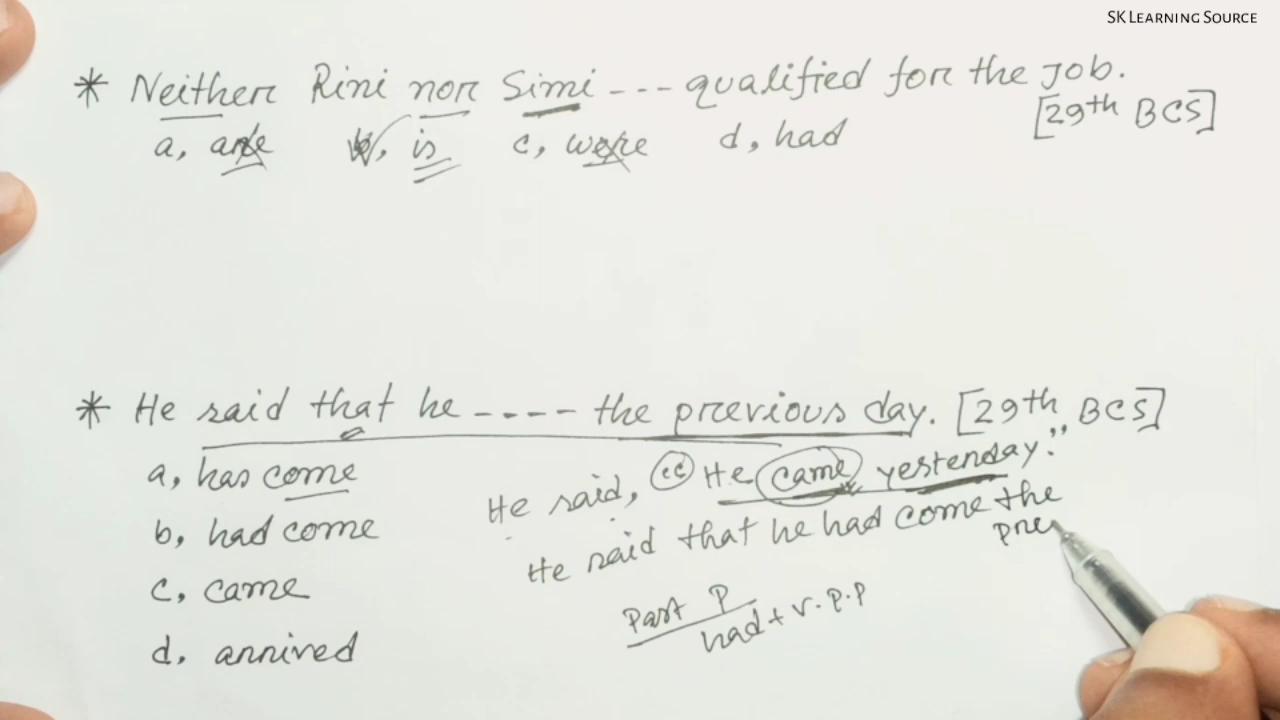 SK LEARNING SOURCE
* Neither Rini nor Simi --- qualified for the job.
[29th BCS]
a, are b, is c, were d, had
* He said that he ---- the previous day. [29th BCS]
a, has come
He said, "He came yesterday."
b, had come
He said that he had come the
prev
c, came
Past P
had + v.p.p
d. arrived